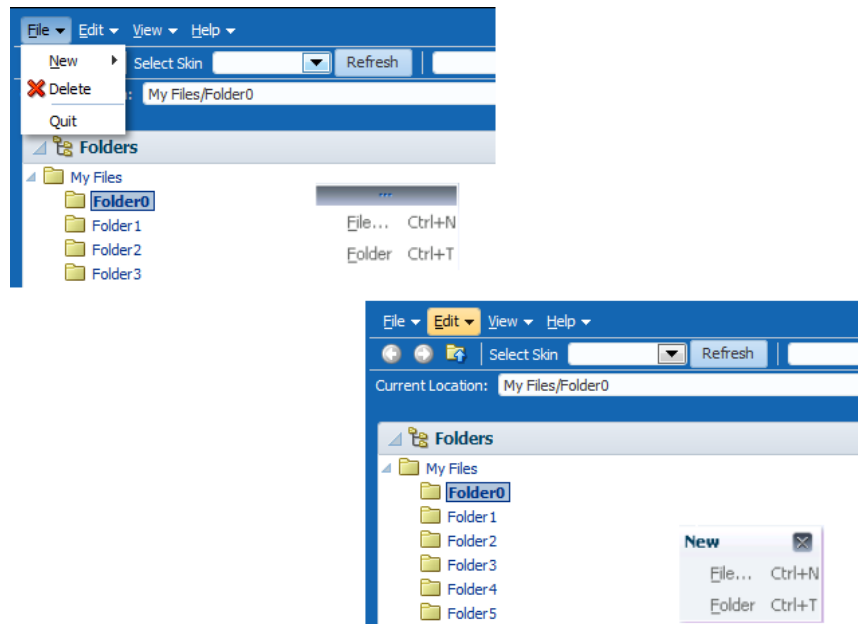 File Edit View Help
New Select Skin Refresh
Delete : My Files/Folder0
Quit
Folders
My Files
Folder0
Folder1
Folder2
Folder3
...
File... Ctrl+N
Folder Ctrl+T
File Edit View Help
Select Skin Refresh
Current Location: My Files/Folder0
Folders
My Files
Folder0
Folder1
Folder2
Folder3
Folder4
Folder5
New
File... Ctrl+N
Folder Ctrl+T